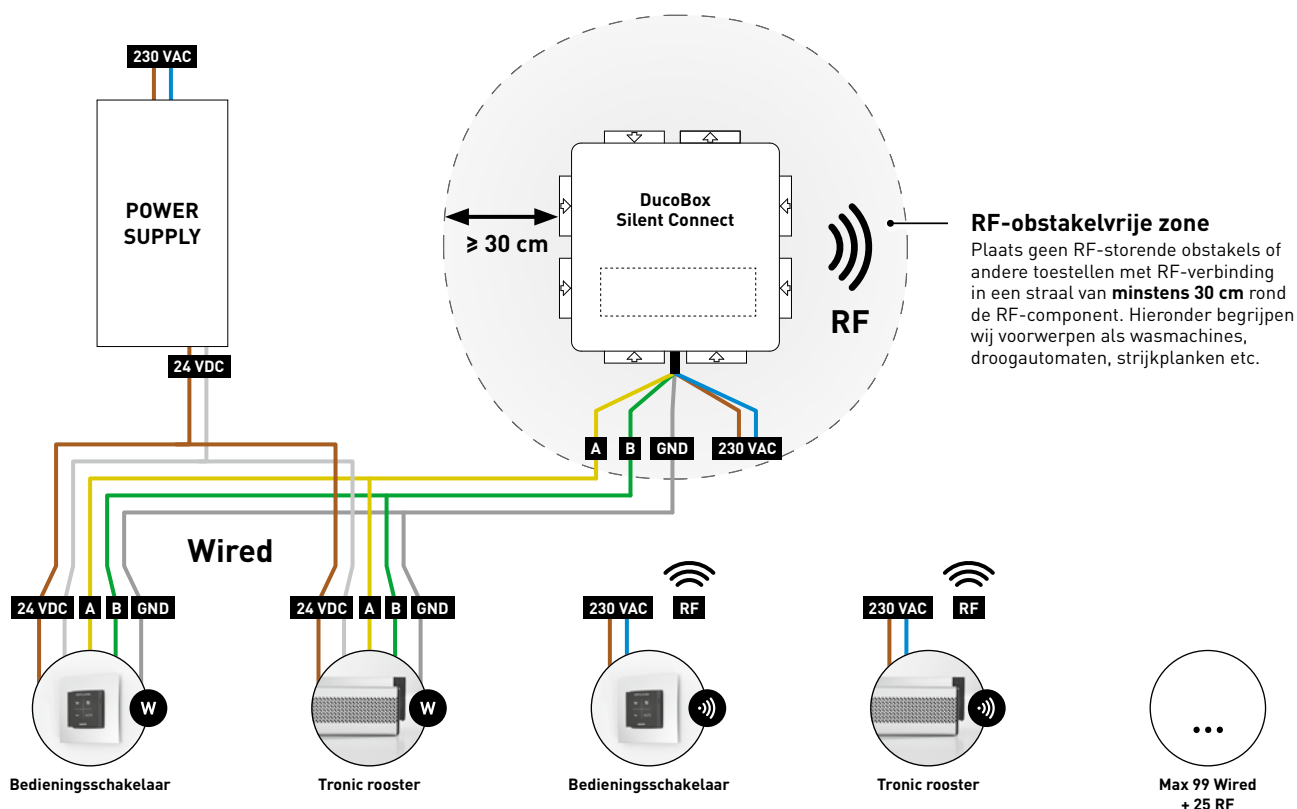 230 VAC
POWER
SUPPLY
24 VDC
DucoBox
Silent Connect
≥ 30 cm
RF
RF-obstakelvrije zone
Plaats geen RF-storende obstakels of
andere toestellen met RF-verbinding
in een straal van minstens 30 cm rond
de RF-component. Hieronder begrijpen
wij voorwerpen als wasmachines,
droogautomaten, strijkplanken etc.
A B GND 230 VAC
Wired
24 VDC A B GND
24 VDC A B GND
230 VAC RF
230 VAC RF
W
W
...
Bedieningsschakelaar
Tronic rooster
Bedieningsschakelaar
Tronic rooster
Max 99 Wired
+ 25 RF